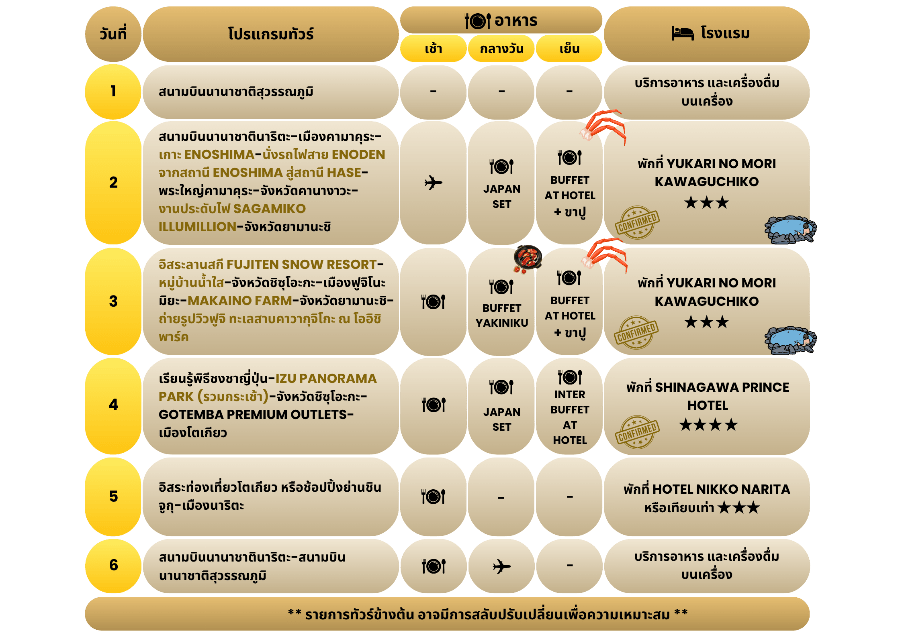 วันที่
โปรแกรมทัวร์
อาหาร
เช้า
กลางวัน
เย็น
โรงแรม
1
สนามบินนานาชาติสุวรรณภูมิ
-
-
-
บริการอาหาร และเครื่องดื่ม
บนเครื่อง
2
สนามบินนานาชาตินาริตะ-เมืองคามาคุระ-
เกาะ ENOSHIMA-นั่งรถไฟสาย ENODEN
จากสถานี ENOSHIMA สู่สถานี HASE-
พระใหญ่คามาคุระ-จังหวัดคานางาวะ-
งานประดับไฟ SAGAMIKO
ILLUMILLION-จังหวัดยามานะชิ
JAPAN
SET
BUFFET
AT HOTEL
+ ขาปู
พักที่ YUKARI NO MORI
KAWAGUCHIKO
★★★
CONFIRMED
3
อิสระลานสกี FUJITEN SNOW RESORT-
หมู่บ้านน้ำใส-จังหวัดชิซุโอะกะ-เมืองฟูจิโนะ
มิยะ-MAKAINO FARM-จังหวัดยามานะชิ-
ถ่ายรูปวิวฟูจิ ทะเลสาบคาวากุจิโกะ ณ โออิชิ
พาร์ค
BUFFET
YAKINIKU
BUFFET
AT HOTEL
+ ขาปู
พักที่ YUKARI NO MORI
KAWAGUCHIKO
★★★
CONFIRMED
4
เรียนรู้พิธีชงชาญี่ปุ่น-IZU PANORAMA
PARK (รวมกระเช้า)-จังหวัดชิซุโอะกะ-
GOTEMBA PREMIUM OUTLETS-
เมืองโตเกียว
JAPAN
SET
INTER
BUFFET
AT
HOTEL
พักที่ SHINAGAWA PRINCE
HOTEL
★★★★
CONFIRMED
5
อิสระท่องเที่ยวโตเกียว หรือช้อปปิ้งย่านชิน
จูกุ-เมืองนาริตะ
-
-
พักที่ HOTEL NIKKO NARITA
หรือเทียบเท่า ★★★
6
สนามบินนานาชาตินาริตะ-สนามบิน
นานาชาติสุวรรณภูมิ
-
บริการอาหาร และเครื่องดื่ม
บนเครื่อง
** รายการทัวร์ข้างต้น อาจมีการสลับปรับเปลี่ยนเพื่อความเหมาะสม **